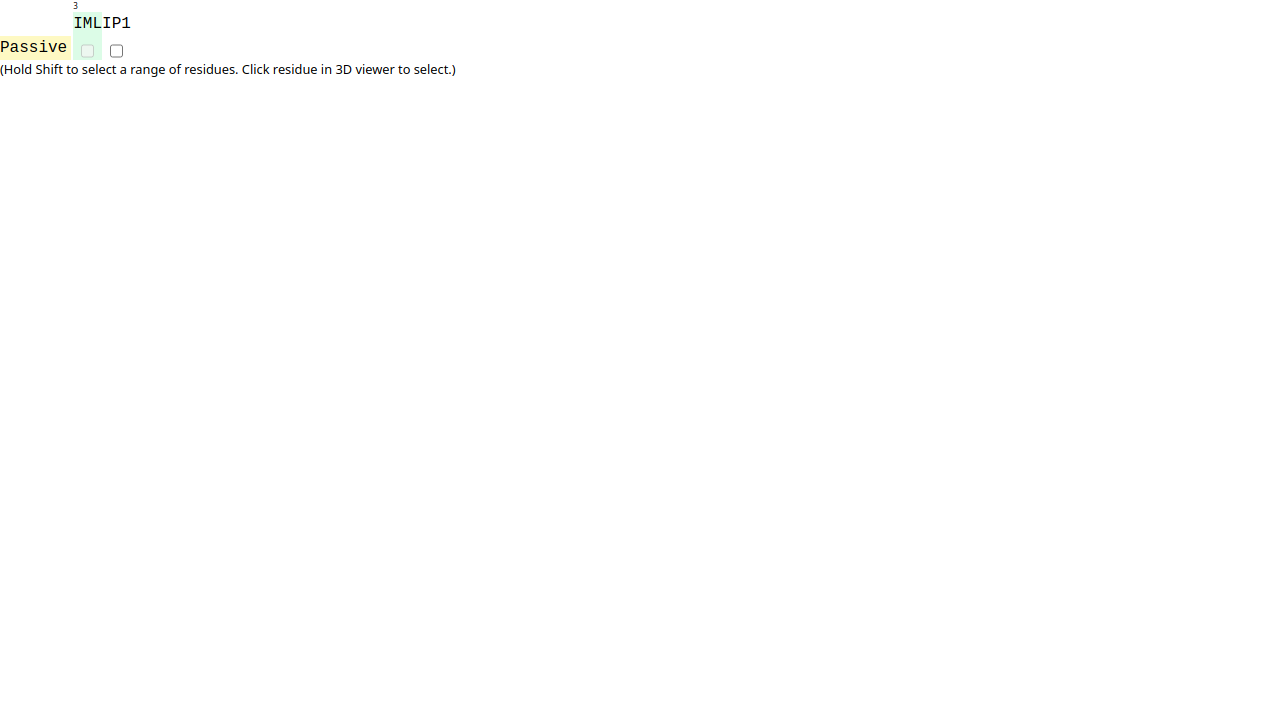 3
IMLIP1
Passive
(Hold Shift to select a range of residues. Click residue in 3D viewer to select.)